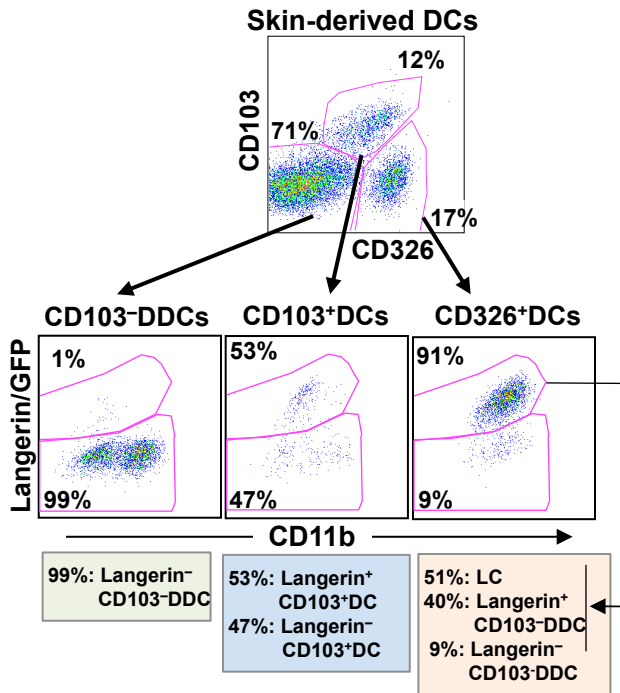 Skin-derived DCs
12%
71%
17%
CD103
CD326
CD103–DDCs
CD103+DCs
CD326+DCs
1%
53%
91%
99%
47%
9%
Langerin/GFP
CD11b
99%: Langerin–
CD103–DDC
53%: Langerin+
CD103+DC
47%: Langerin–
CD103+DC
51%: LC
40%: Langerin+
CD103–DDC
9%: Langerin–
CD103-DDC